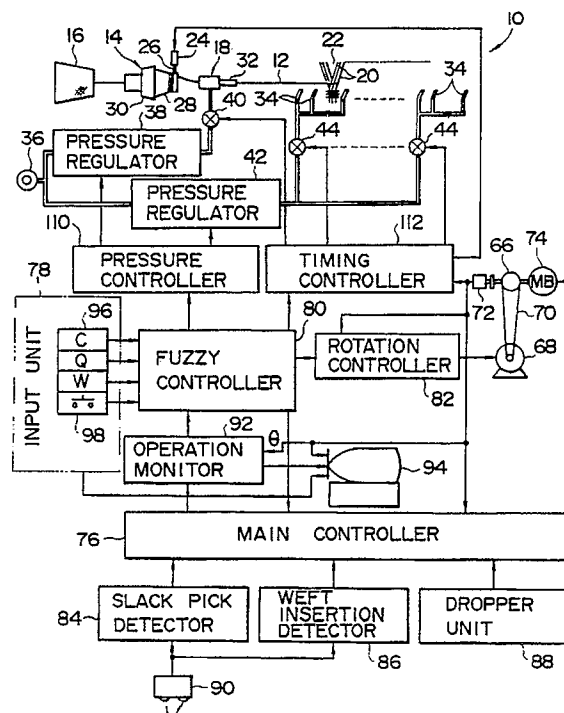 16
14
26
24
18
32
12
22
20
10
34
34
34
30
28
38
40
44
44
36
PRESSURE
REGULATOR
42
PRESSURE
REGULATOR
110
112
PRESSURE
CONTROLLER
TIMING
CONTROLLER
66
74
MB
72
70
68
78
INPUT UNIT
96
C
Q
W
98
80
FUZZY
CONTROLLER
ROTATION
CONTROLLER
82
92
OPERATION
MONITOR
θ
94
76
MAIN CONTROLLER
84
SLACK PICK
DETECTOR
WEFT
INSERTION
DETECTOR
86
DROPPER
UNIT
88
90